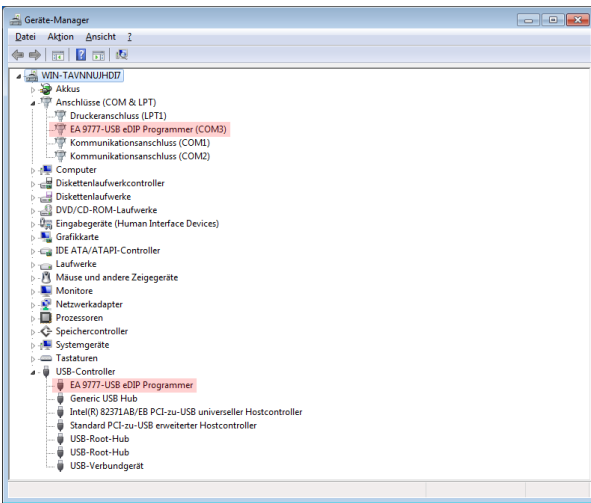 Geräte-Manager
Datei Aktion Ansicht ?
WIN-TAVNNUJHDI7
Akkus
Anschlüsse (COM & LPT)
Druckeranschluss (LPT1)
EA 9777-USB eDIP Programmer (COM3)
Kommunikationsanschluss (COM1)
Kommunikationsanschluss (COM2)
Computer
Diskettenlaufwerkcontroller
Diskettenlaufwerke
DVD/CD-ROM-Laufwerke
Eingabegeräte (Human Interface Devices)
Grafikkarte
IDE ATA/ATAPI-Controller
Laufwerke
Mäuse und andere Zeigegeräte
Monitore
Netzwerkadapter
Prozessoren
Speichercontroller
Systemgeräte
Tastaturen
USB-Controller
EA 9777-USB eDIP Programmer
Generic USB Hub
Intel(R) 82371AB/EB PCI-zu-USB universeller Hostcontroller
Standard PCI-zu-USB erweiterter Hostcontroller
USB-Root-Hub
USB-Root-Hub
USB-Verbundgerät